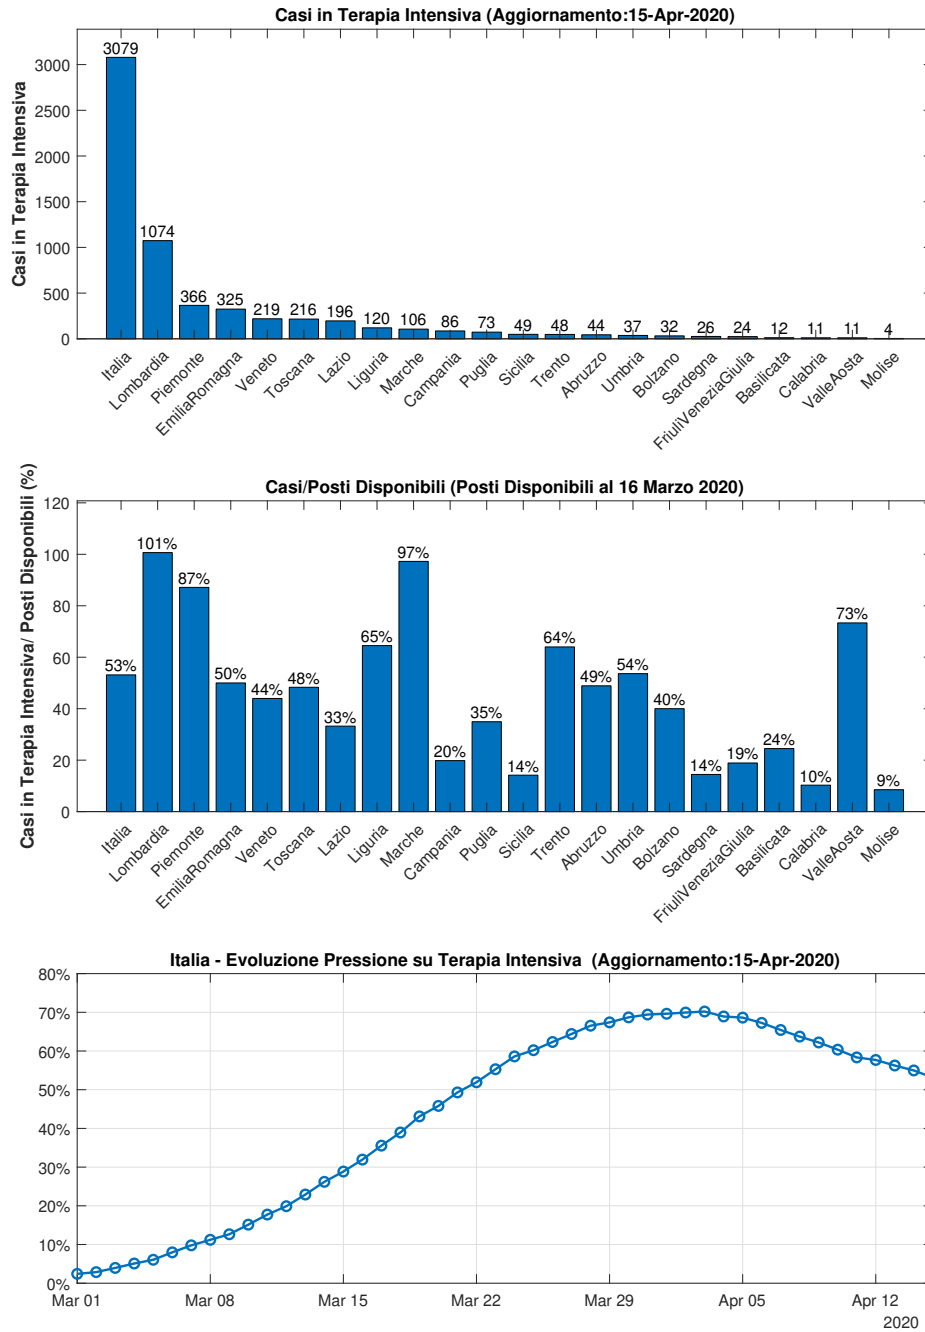 Casi in Terapia Intensiva (Aggiornamento:15-Apr-2020)
Casi in Terapia Intensiva
3000
2500
2000
1500
1000
500
0
3079
1074
366
325
219
216
196
120
106
86
73
49
48
44
37
32
26
24
12
11
11
4
Italia
Lombardia
Piemonte
EmiliaRomagna
Veneto
Toscana
Lazio
Liguria
Marche
Campania
Puglia
Sicilia
Trento
Abruzzo
Umbria
Bolzano
Sardegna
FriuliVeneziaGiulia
Basilicata
Calabria
ValleAosta
Molise
Casi/Posti Disponibili (Posti Disponibili al 16 Marzo 2020)
Casi in Terapia Intensiva/ Posti Disponibili (%)
120
100
80
60
40
20
0
53%
101%
87%
50%
44%
48%
33%
65%
97%
20%
35%
14%
64%
49%
54%
40%
14%
19%
24%
10%
73%
9%
Italia
Lombardia
Piemonte
EmiliaRomagna
Veneto
Toscana
Lazio
Liguria
Marche
Campania
Puglia
Sicilia
Trento
Abruzzo
Umbria
Bolzano
Sardegna
FriuliVeneziaGiulia
Basilicata
Calabria
ValleAosta
Molise
Italia - Evoluzione Pressione su Terapia Intensiva  (Aggiornamento:15-Apr-2020)
80%
70%
60%
50%
40%
30%
20%
10%
0%
Mar 01
Mar 08
Mar 15
Mar 22
Mar 29
Apr 05
Apr 12
2020